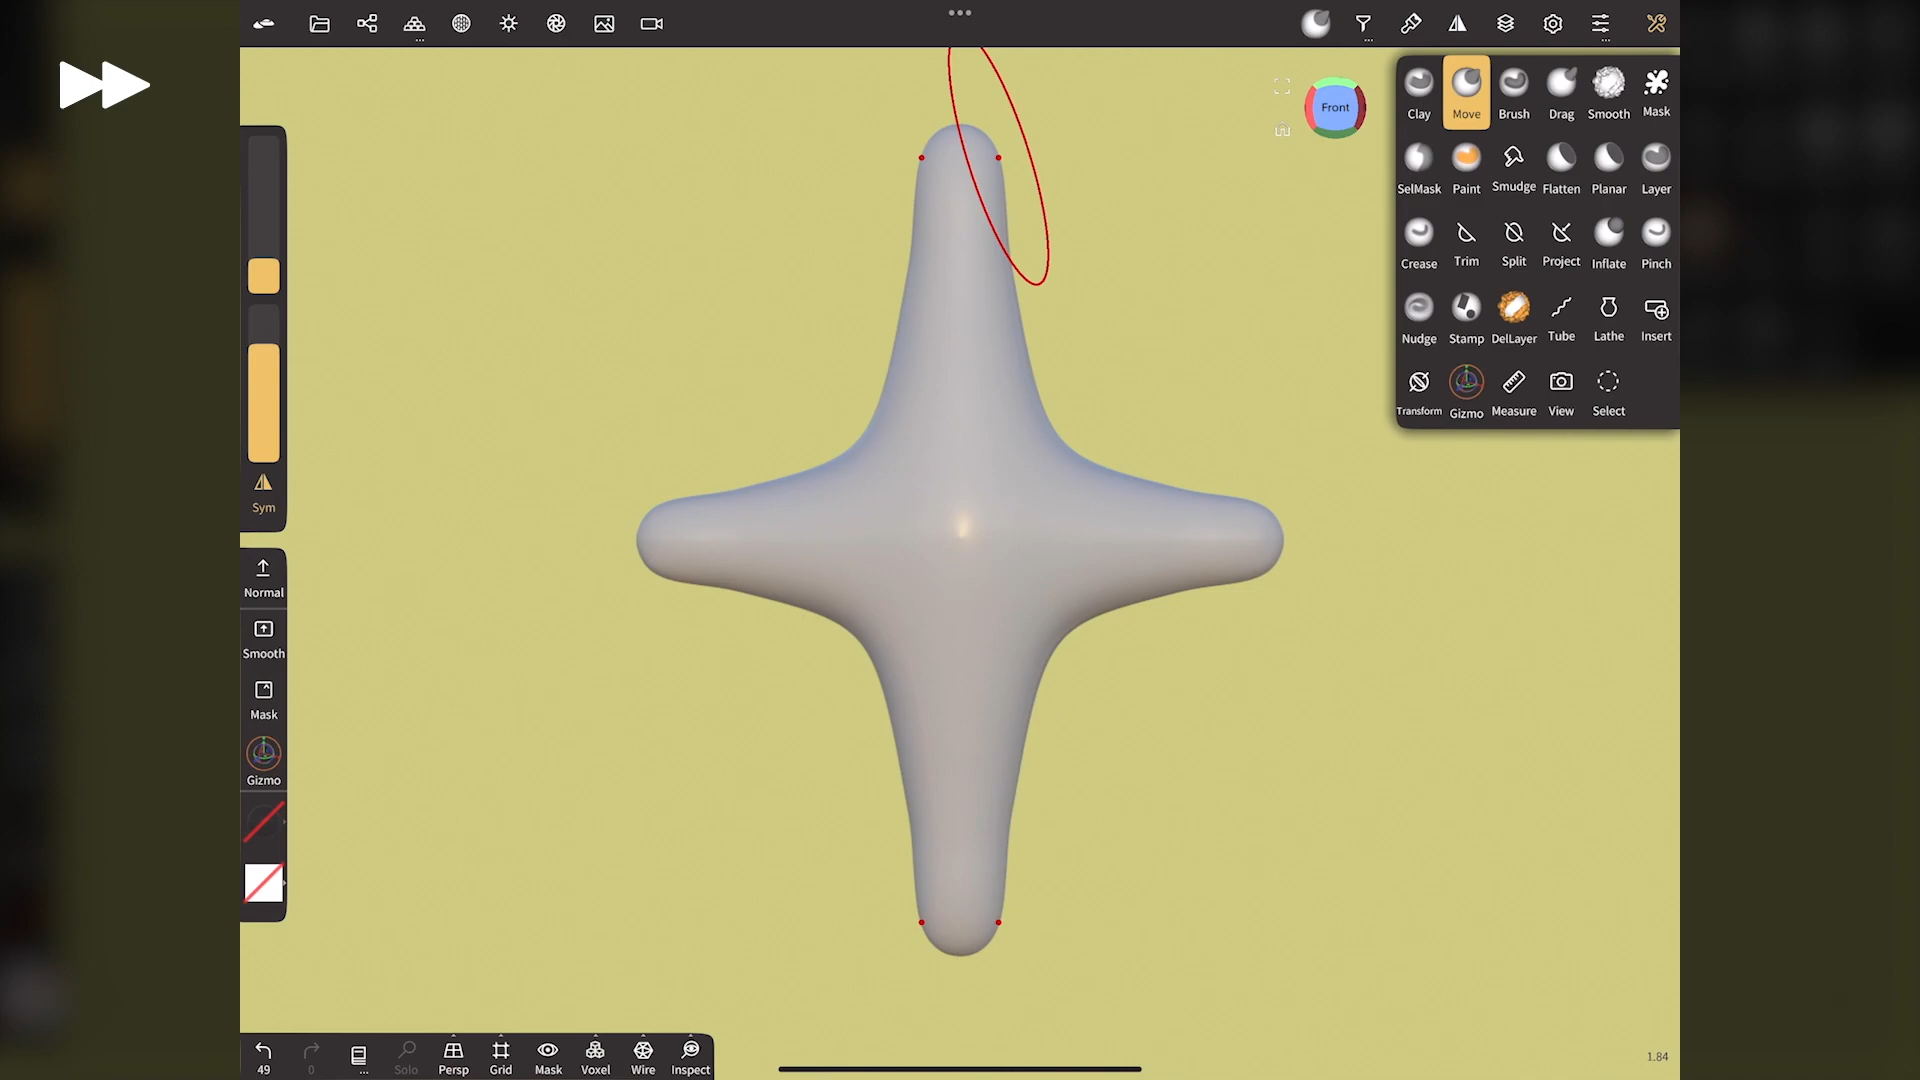 Front
Clay Move Brush Drag Smooth Mask
SelMask Paint Smudge Flatten Planar Layer
Crease Trim Split Project Inflate Pinch
Nudge Stamp DelLayer Tube Lathe Insert
Transform Gizmo Measure View Select
Sym
Normal
Smooth
Mask
Gizmo
49 0 ... Solo Persp Grid Mask Voxel Wire Inspect
1.84